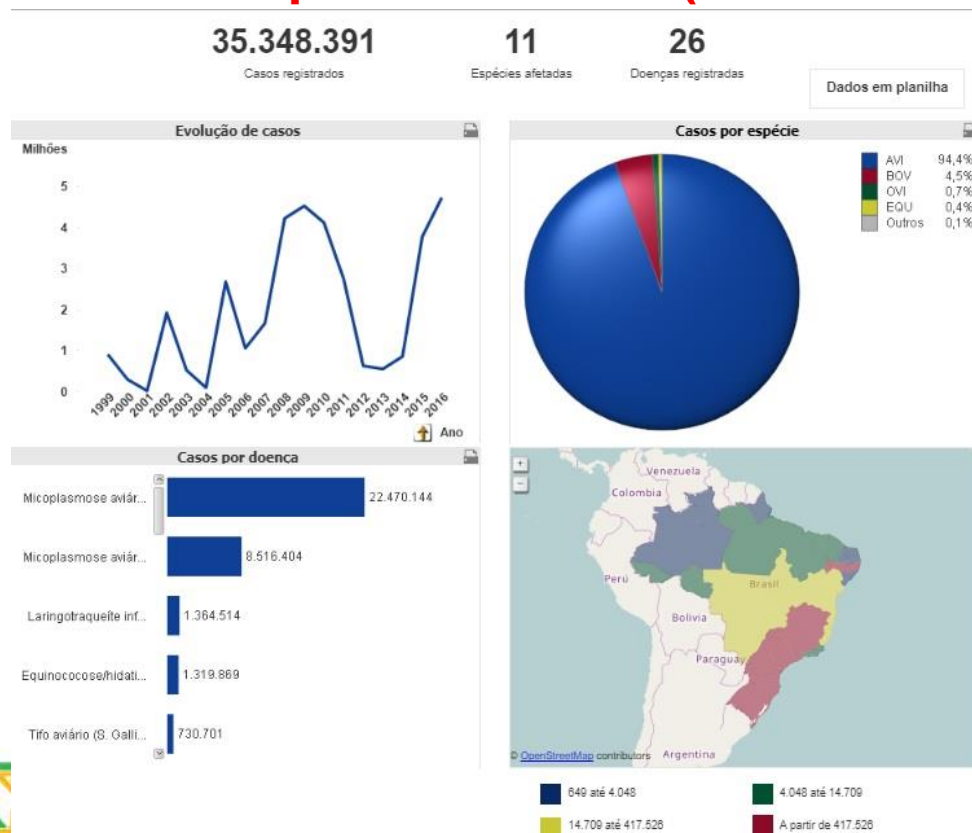 35.348.391
Casos registrados
11
Espécies afetadas
26
Doenças registradas
Dados em planilha
Evolução de casos
Milhões
5
4
3
2
1
0
1999 2000 2001 2002 2003 2004 2005 2006 2007 2008 2009 2010 2011 2012 2013 2014 2015 2016
Ano
Casos por espécie
AVI 94,4%
BOV 4,5%
OVI 0,7%
EQU 0,4%
Outros 0,1%
Casos por doença
Micoplasmose aviár... 22.470.144
Micoplasmose aviár... 8.516.404
Laringotraqueíte inf... 1.364.514
Equinococose/hidati... 1.319.869
Tifo aviário (S. Galli... 730.701
+
−
Venezuela
Colombia
Perú
Brasil
Bolivia
Paraguay
Argentina
© OpenStreetMap contributors
649 até 4.048
4.048 até 14.709
14.709 até 417.526
A partir de 417.526